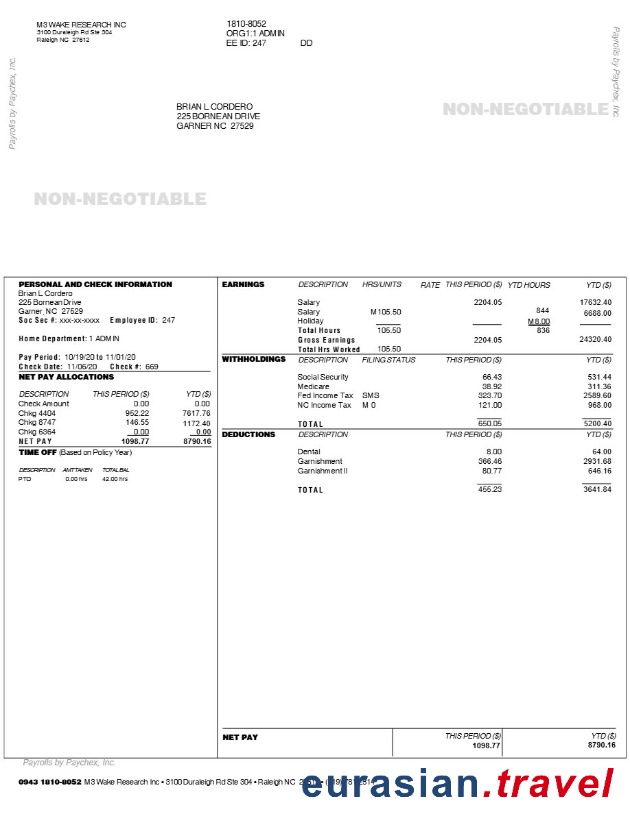 M3 WAKE RESEARCH INC
3100 Duraleigh Rd Ste 304
Raleigh NC 27612
1810-8052
ORG1:1 ADMIN
EE ID: 247 DD
Payrolls by Paychex, Inc.
Payrolls by Paychex, Inc.
BRIAN L CORDERO
225 BORNEAN DRIVE
GARNER NC 27529
NON-NEGOTIABLE
NON-NEGOTIABLE
PERSONAL AND CHECK INFORMATION
Brian L Cordero
225 Bornean Drive
Garner, NC 27529
Soc Sec #: xxx-xx-xxxx Employee ID: 247
Home Department: 1 ADMIN
Pay Period: 10/19/20 to 11/01/20
Check Date: 11/06/20 Check #: 669
NET PAY ALLOCATIONS
DESCRIPTION THIS PERIOD ($) YTD ($)
Check Amount 0.00 0.00
Chkg 4404 952.22 7617.76
Chkg 8747 146.55 1172.40
Chkg 6364 0.00 0.00
NET PAY 1098.77 8790.16
TIME OFF (Based on Policy Year)
DESCRIPTION AMT TAKEN TOTAL BAL
PTO 0.00 hrs 42.00 hrs
EARNINGS DESCRIPTION HRS/UNITS RATE THIS PERIOD ($) YTD HOURS YTD ($)
Salary 2204.05 17632.40
Salary M105.50 844 6688.00
Holiday M8.00
Total Hours 105.50 836
Gross Earnings 2204.05 24320.40
Total Hrs Worked 105.50
WITHHOLDINGS DESCRIPTION FILING STATUS THIS PERIOD ($) YTD ($)
Social Security 66.43 531.44
Medicare 38.92 311.36
Fed Income Tax SMS 323.70 2589.60
NC Income Tax M 0 121.00 968.00
TOTAL 650.05 5200.40
DEDUCTIONS DESCRIPTION THIS PERIOD ($) YTD ($)
Dental 8.00 64.00
Garnishment 366.46 2931.68
Garnishment II 80.77 646.16
TOTAL 455.23 3641.84
NET PAY THIS PERIOD ($) YTD ($)
1098.77 8790.16
Payrolls by Paychex, Inc.
0943 1810-8052 M3 Wake Research Inc • 3100 Duraleigh Rd Ste 304 • Raleigh NC
eurasian.travel